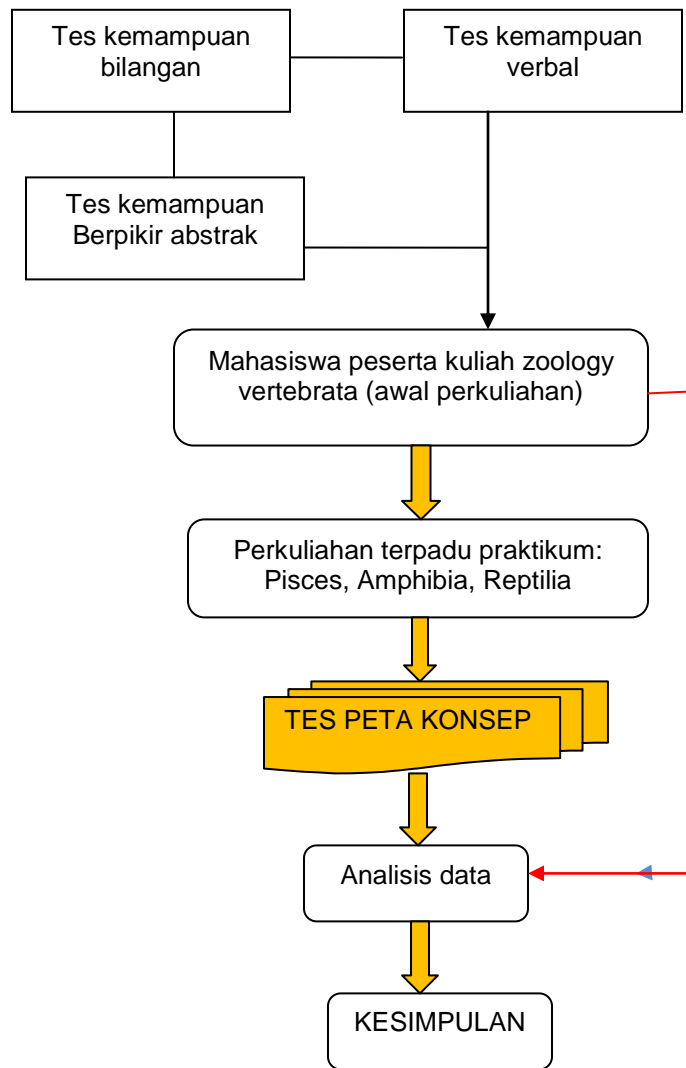 Tes kemampuan
bilangan
Tes kemampuan
verbal
Tes kemampuan
Berpikir abstrak
Mahasiswa peserta kuliah zoology
vertebrata (awal perkuliahan)
Perkuliahan terpadu praktikum:
Pisces, Amphibia, Reptilia
TES PETA KONSEP
Analisis data
KESIMPULAN